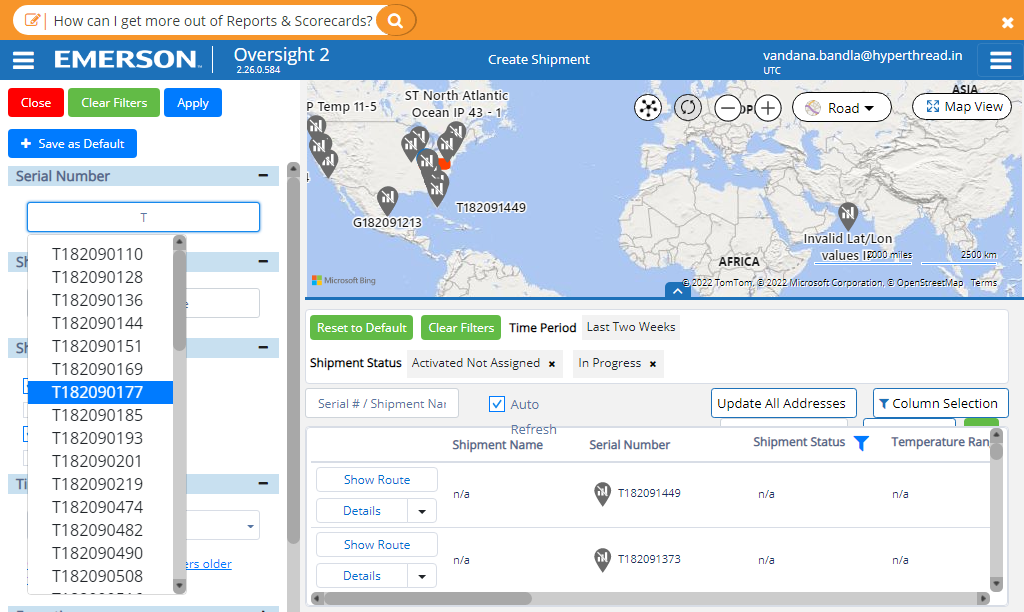 How can I get more out of Reports & Scorecards?
EMERSON
Oversight 2
2.26.0.584
Create Shipment
vandana.bandla@hyperthread.in
UTC
Close
Clear Filters
Apply
Save as Default
Serial Number
T
T182090110
T182090128
T182090136
T182090144
T182090151
T182090169
T182090177
T182090185
T182090193
T182090201
T182090219
T182090474
T182090482
T182090490
T182090508
ers older
P Temp 11-5
ST North Atlantic
Ocean IP 43 - 1
ASIA
Road
Map View
T182091449
G182091213
Invalid Lat/Lon
values
2000 miles
2500 km
AFRICA
Microsoft Bing
© 2022 TomTom, © 2022 Microsoft Corporation, © OpenStreetMap Terms
Reset to Default
Clear Filters
Time Period
Last Two Weeks
Shipment Status
Activated Not Assigned ×
In Progress ×
Serial # / Shipment Nar
Auto
Refresh
Update All Addresses
Column Selection
Shipment Name
Serial Number
Shipment Status
Temperature Ran
Show Route
Details
n/a
T182091449
n/a
n/a
Show Route
Details
n/a
T182091373
n/a
n/a